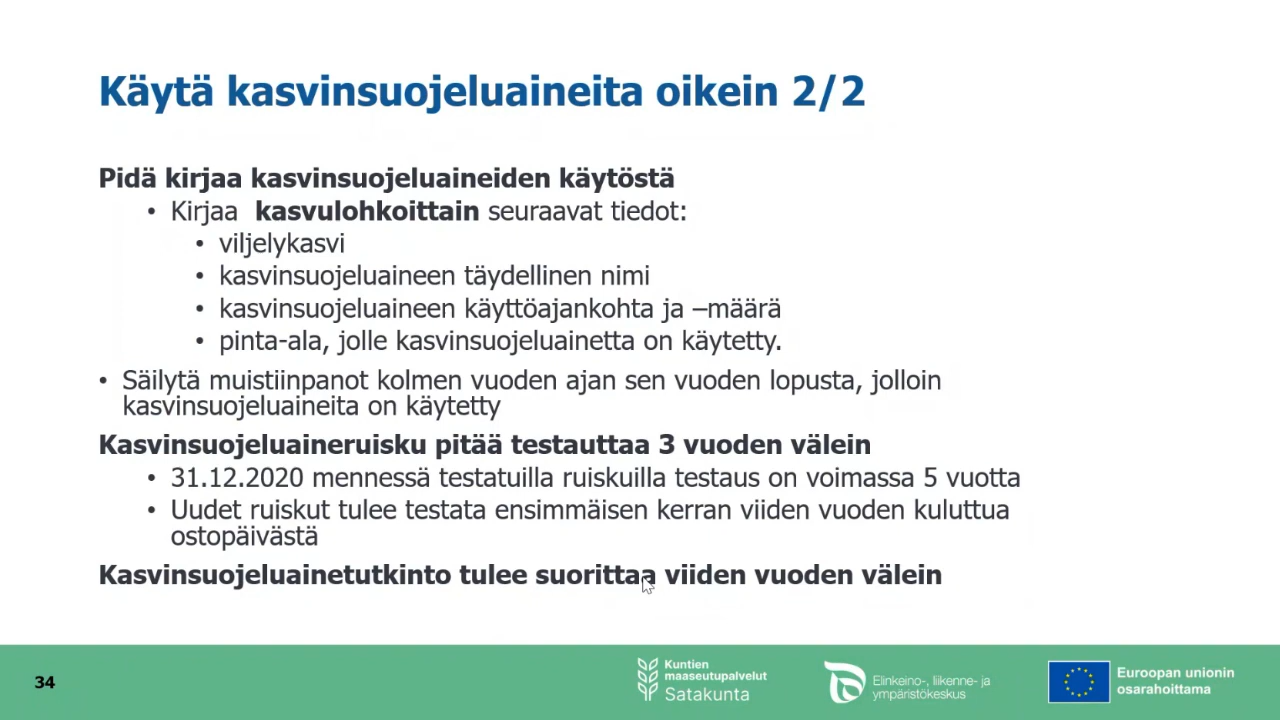 Käytä kasvinsuojeluaineita oikein 2/2
Pidä kirjaa kasvinsuojeluaineiden käytöstä
• Kirjaa kasvulohkoittain seuraavat tiedot:
• viljelykasvi
• kasvinsuojeluaineen täydellinen nimi
• kasvinsuojeluaineen käyttöajankohta ja –määrä
• pinta-ala, jolle kasvinsuojeluainetta on käytetty.
• Säilytä muistiinpanot kolmen vuoden ajan sen vuoden lopusta, jolloin
kasvinsuojeluaineita on käytetty
Kasvinsuojeluaineruisku pitää testauttaa 3 vuoden välein
• 31.12.2020 mennessä testatuilla ruiskuilla testaus on voimassa 5 vuotta
• Uudet ruiskut tulee testata ensimmäisen kerran viiden vuoden kuluttua
ostopäivästä
Kasvinsuojeluainetutkinto tulee suorittaa viiden vuoden välein
34
Kuntien
maaseutupalvelut
Satakunta
Elinkeino-, liikenne- ja
ympäristökeskus
Euroopan unionin
osarahoittama